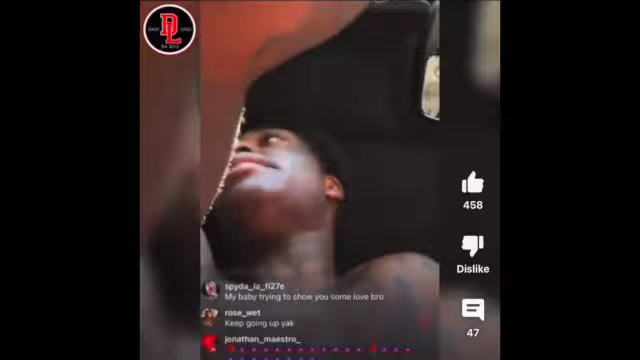 DL
458
Dislike
47
spyda_ia_fl27e
My baby trying to show you some love bro
rose_wet
Keep going up yak
jonathan_maestro_